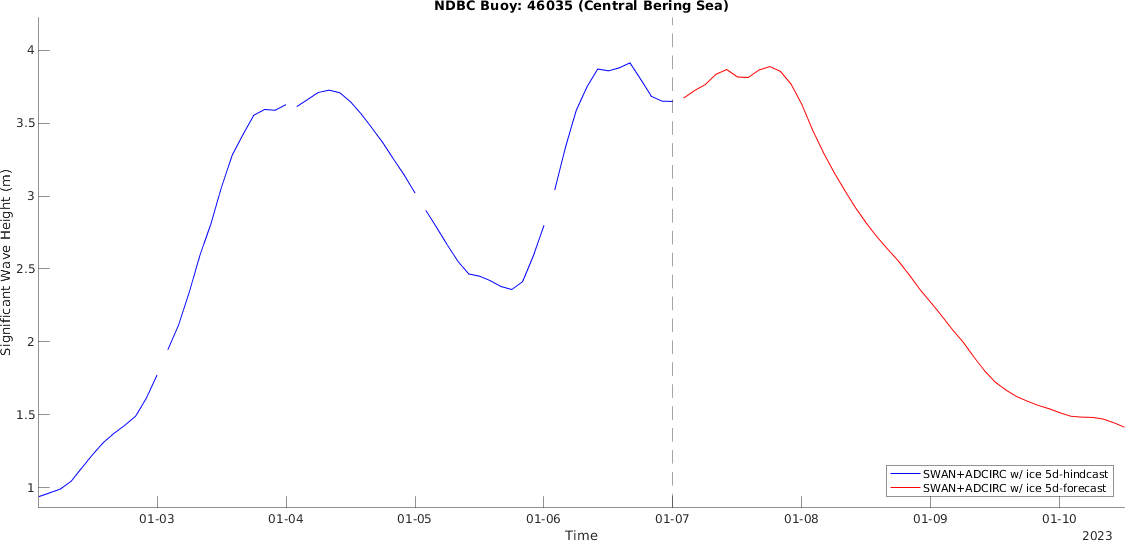 NDBC Buoy: 46035 (Central Bering Sea)
4
3.5
3
2.5
2
1.5
1
Significant Wave Height (m)
SWAN+ADCIRC w/ ice 5d-hindcast
SWAN+ADCIRC w/ ice 5d-forecast
01-03 01-04 01-05 01-06 01-07 01-08 01-09 01-10
Time
2023